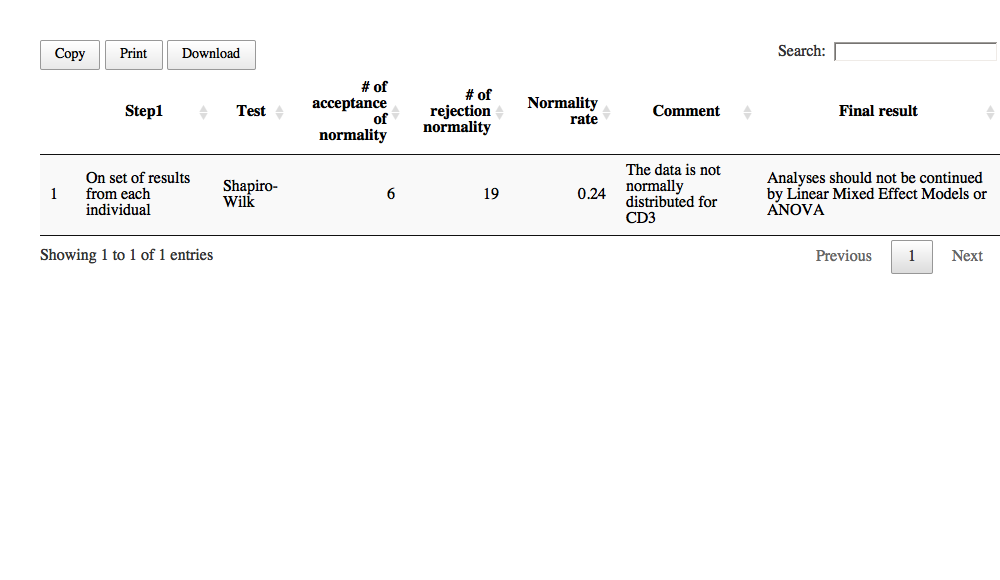 Copy Print Download Search:
Step1 Test # of acceptance of normality # of rejection normality Normality rate Comment Final result
1 On set of results from each individual Shapiro-Wilk 6 19 0.24 The data is not normally distributed for CD3 Analyses should not be continued by Linear Mixed Effect Models or ANOVA
Showing 1 to 1 of 1 entries Previous 1 Next